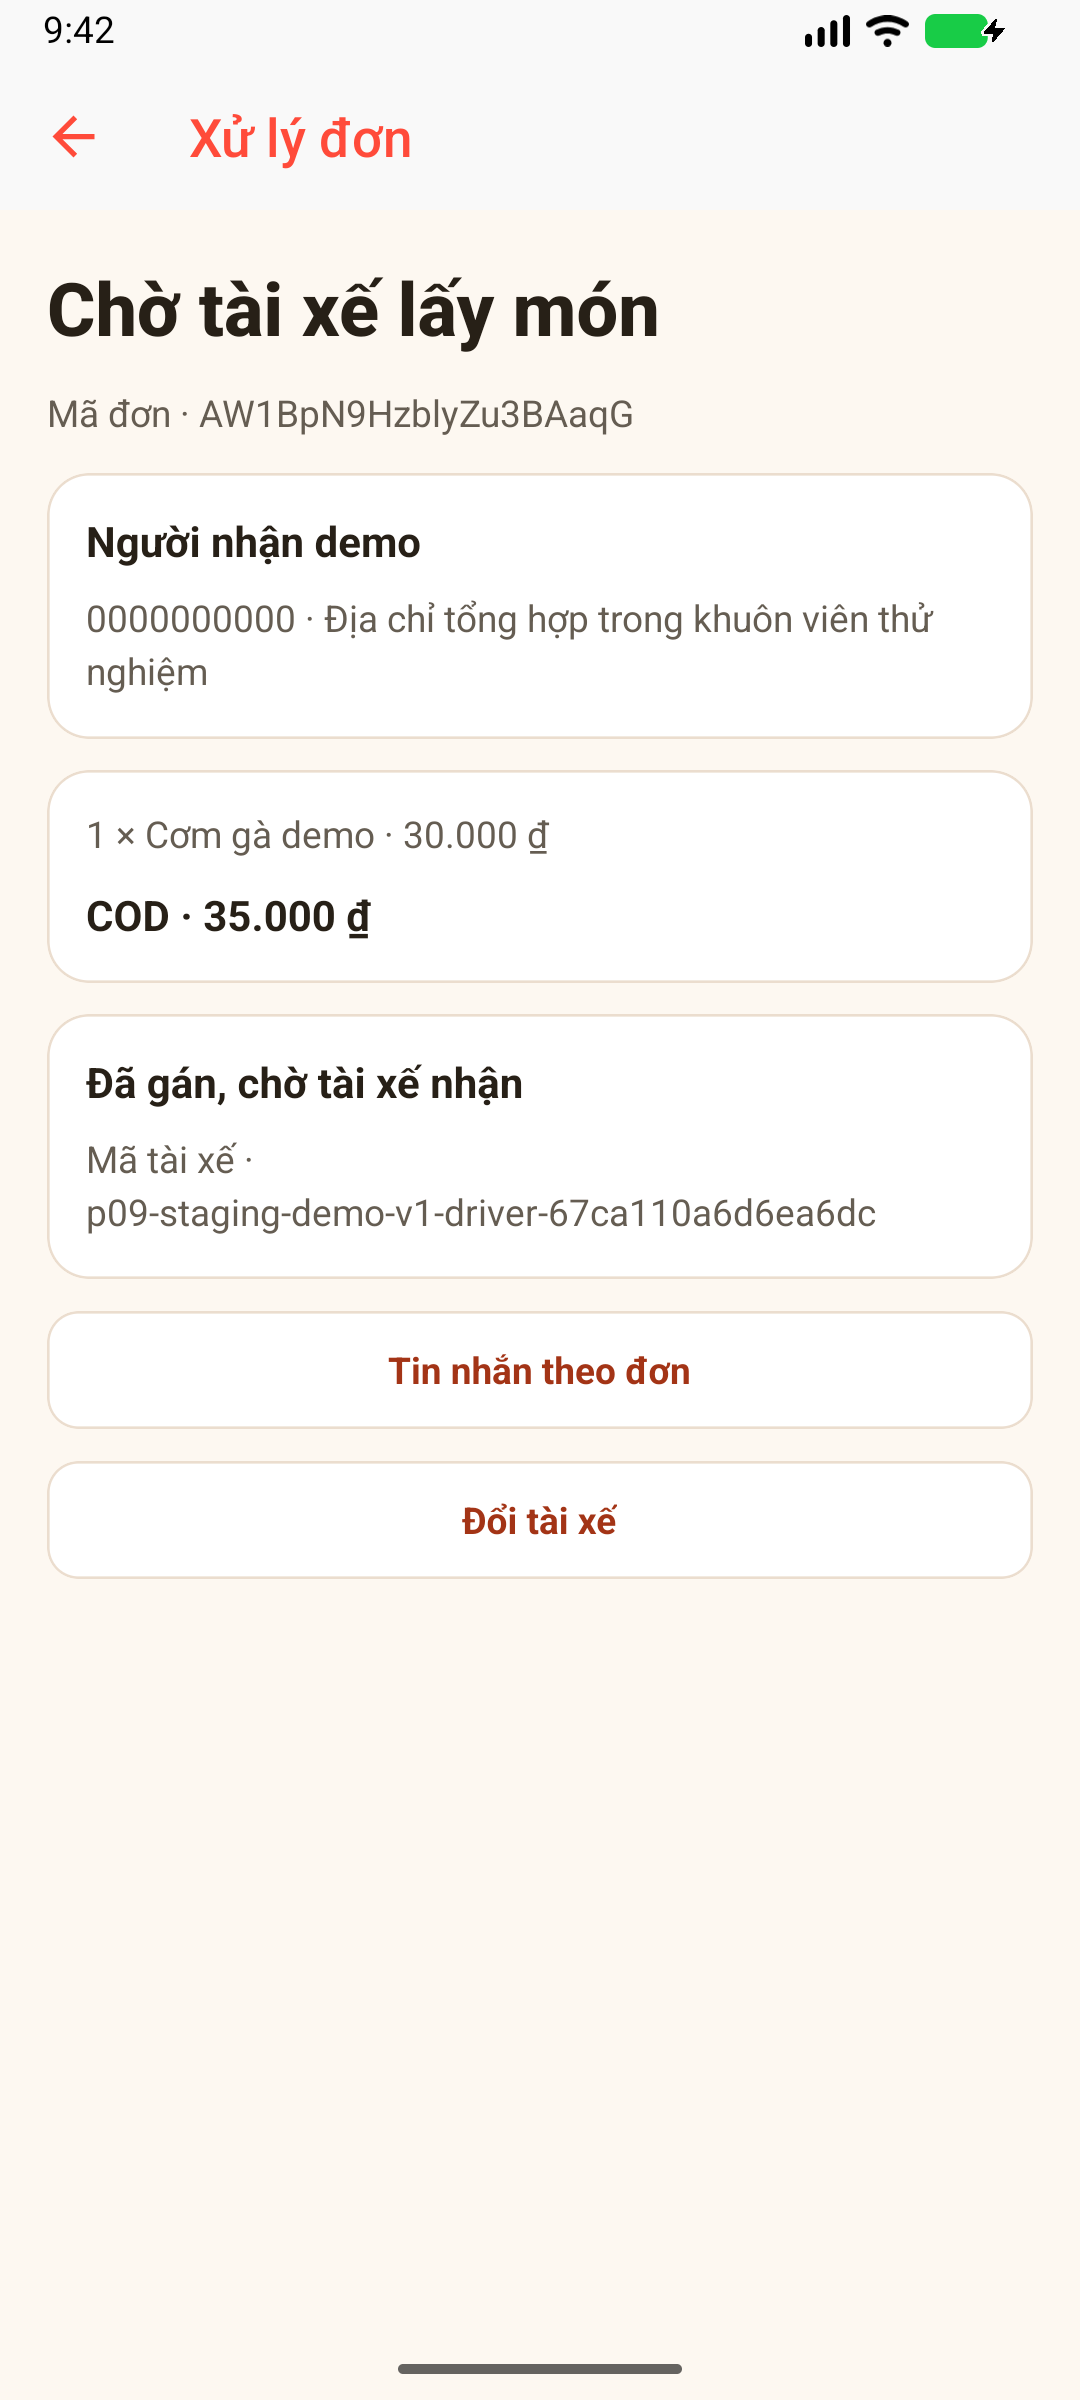 9:42
Xử lý đơn
Chờ tài xế lấy món
Mã đơn · AW1BpN9HzblyZu3BAaqG
Người nhận demo
0000000000 · Địa chỉ tổng hợp trong khuôn viên thử
nghiệm
1 × Cơm gà demo · 30.000 ₫
COD · 35.000 ₫
Đã gán, chờ tài xế nhận
Mã tài xế ·
p09-staging-demo-v1-driver-67ca110a6d6ea6dc
Tin nhắn theo đơn
Đổi tài xế